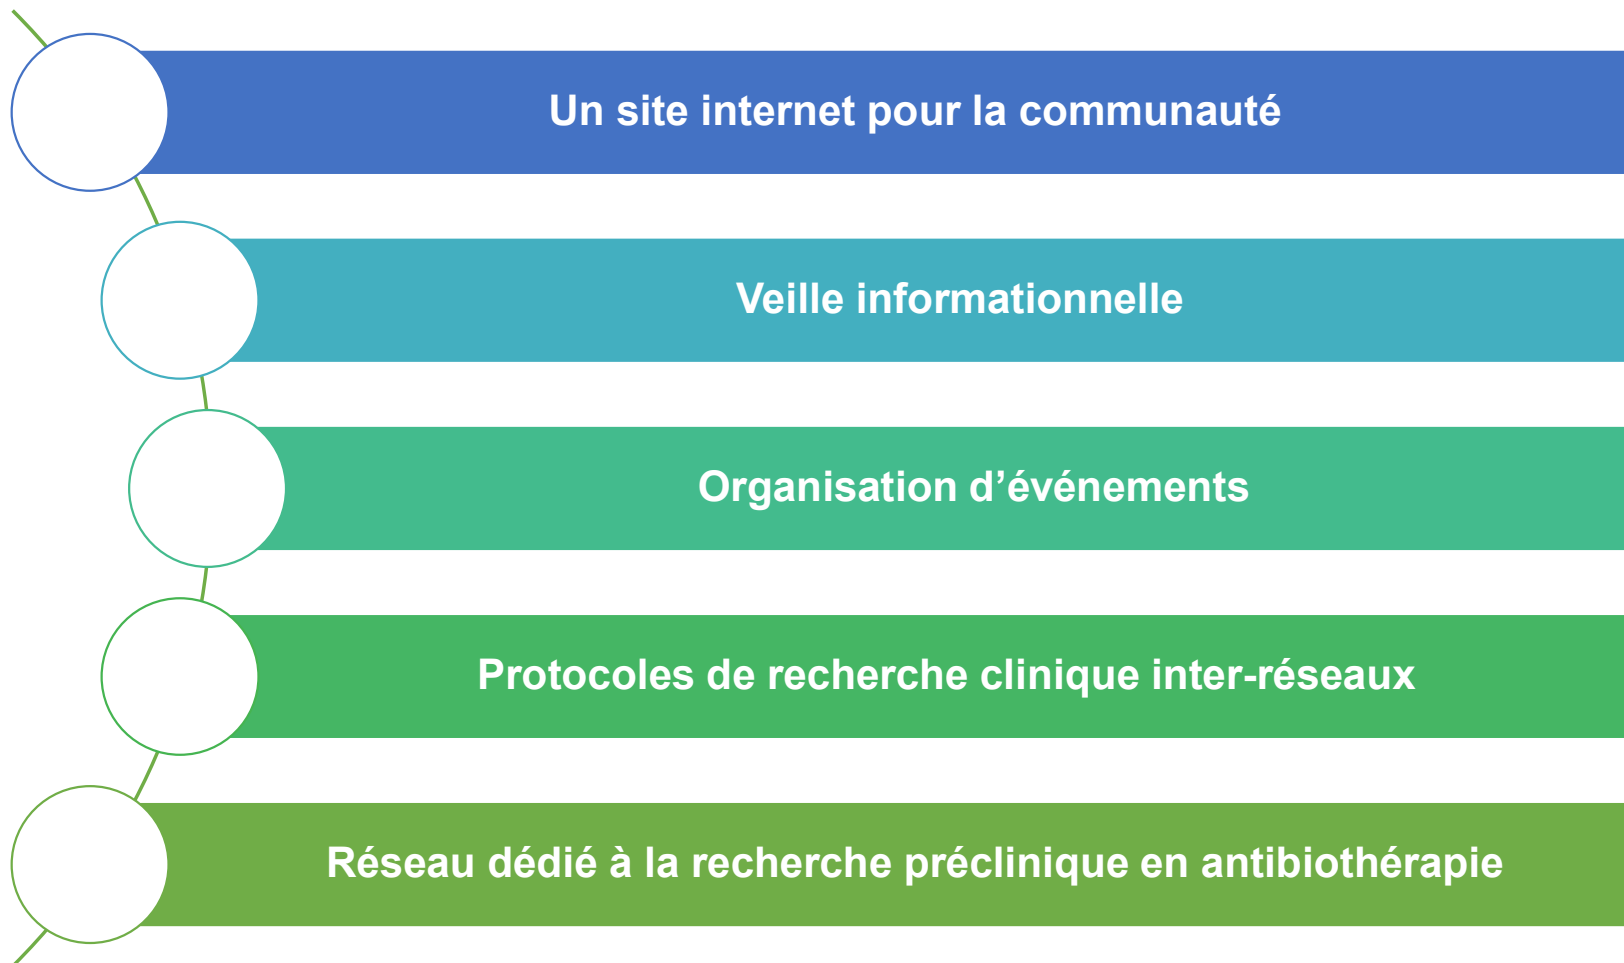 Un site internet pour la communauté
Veille informationnelle
Organisation d’événements
Protocoles de recherche clinique inter-réseaux
Réseau dédié à la recherche préclinique en antibiothérapie